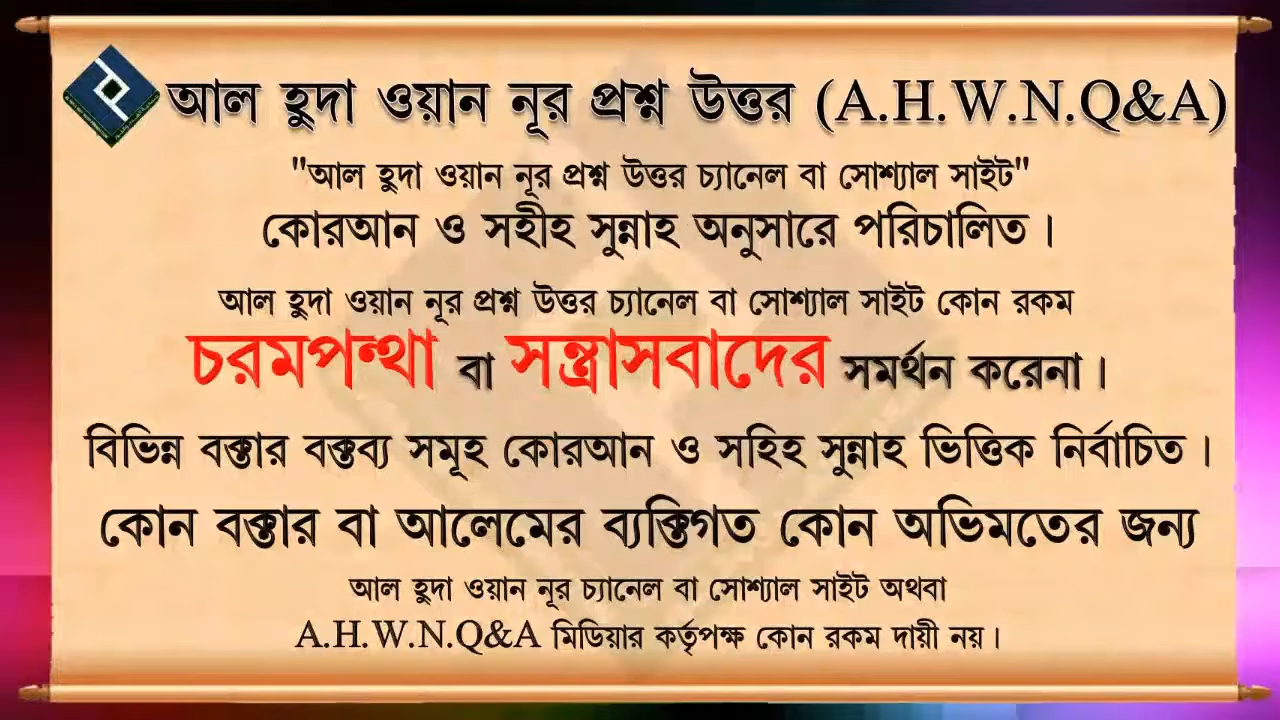 আল হুদা ওয়ান নূর প্রশ্ন উত্তর (A.H.W.N.Q&A)
"আল হুদা ওয়ান নূর প্রশ্ন উত্তর চ্যানেল বা সোশ্যাল সাইট"
কোরআন ও সহীহ সুন্নাহ অনুসারে পরিচালিত।
আল হুদা ওয়ান নূর প্রশ্ন উত্তর চ্যানেল বা সোশ্যাল সাইট কোন রকম
চরমপন্থা বা সন্ত্রাসবাদের সমর্থন করেনা।
বিভিন্ন বক্তার বক্তব্য সমূহ কোরআন ও সহিহ সুন্নাহ ভিত্তিক নির্বাচিত।
কোন বক্তার বা আলেমের ব্যক্তিগত কোন অভিমতের জন্য
আল হুদা ওয়ান নূর চ্যানেল বা সোশ্যাল সাইট অথবা
A.H.W.N.Q&A মিডিয়ার কর্তৃপক্ষ কোন রকম দায়ী নয়।